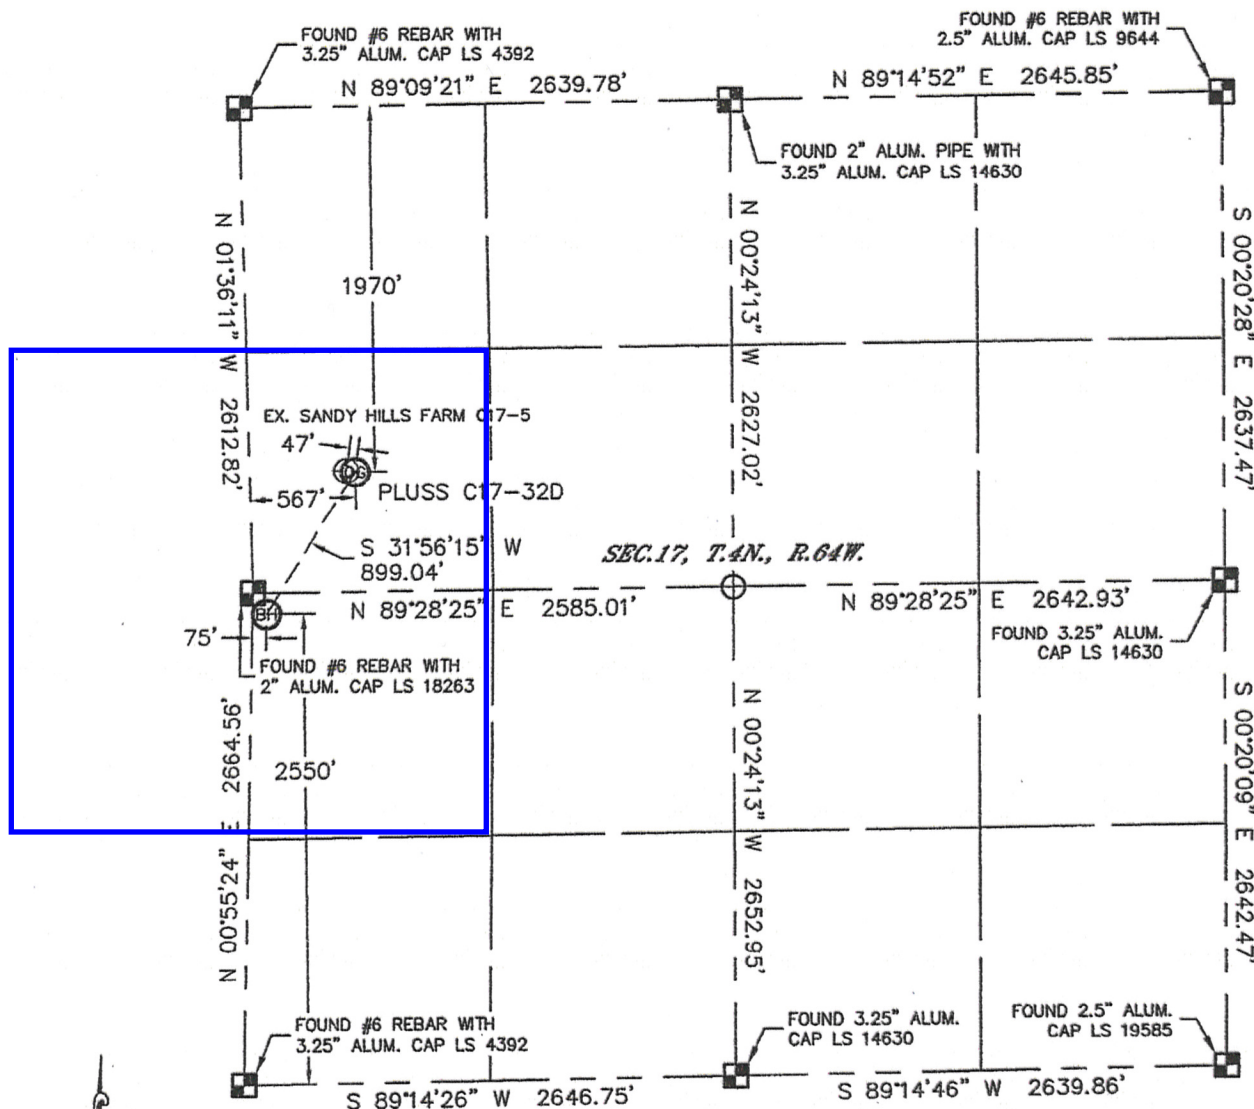 FOUND #6 REBAR WITH
3.25" ALUM. CAP LS 4392
FOUND #6 REBAR WITH
2.5" ALUM. CAP LS 9644
N 89°09'21" E 2639.78'
N 89°14'52" E 2645.85'
FOUND 2" ALUM. PIPE WITH
3.25" ALUM. CAP LS 14630
N 01°36'11" W 2612.82'
1970'
N 00°24'13" W 2627.02'
S 00°20'28" E 2637.47'
EX. SANDY HILLS FARM C17-5
47'
567'
PLUSS C17-32D
S 31°56'15" W
899.04'
SEC.17, T.4N., R.64W.
BH
N 89°28'25" E 2585.01'
N 89°28'25" E 2642.93'
75'
FOUND #6 REBAR WITH
2" ALUM. CAP LS 18263
FOUND 3.25" ALUM.
CAP LS 14630
N 00°55'24" E 2664.56'
2550'
N 00°24'13" W 2652.95'
S 00°20'09" E 2642.47'
FOUND #6 REBAR WITH
3.25" ALUM. CAP LS 4392
FOUND 3.25" ALUM.
CAP LS 14630
FOUND 2.5" ALUM.
CAP LS 19585
S 89°14'26" W 2646.75'
S 89°14'46" W 2639.86'